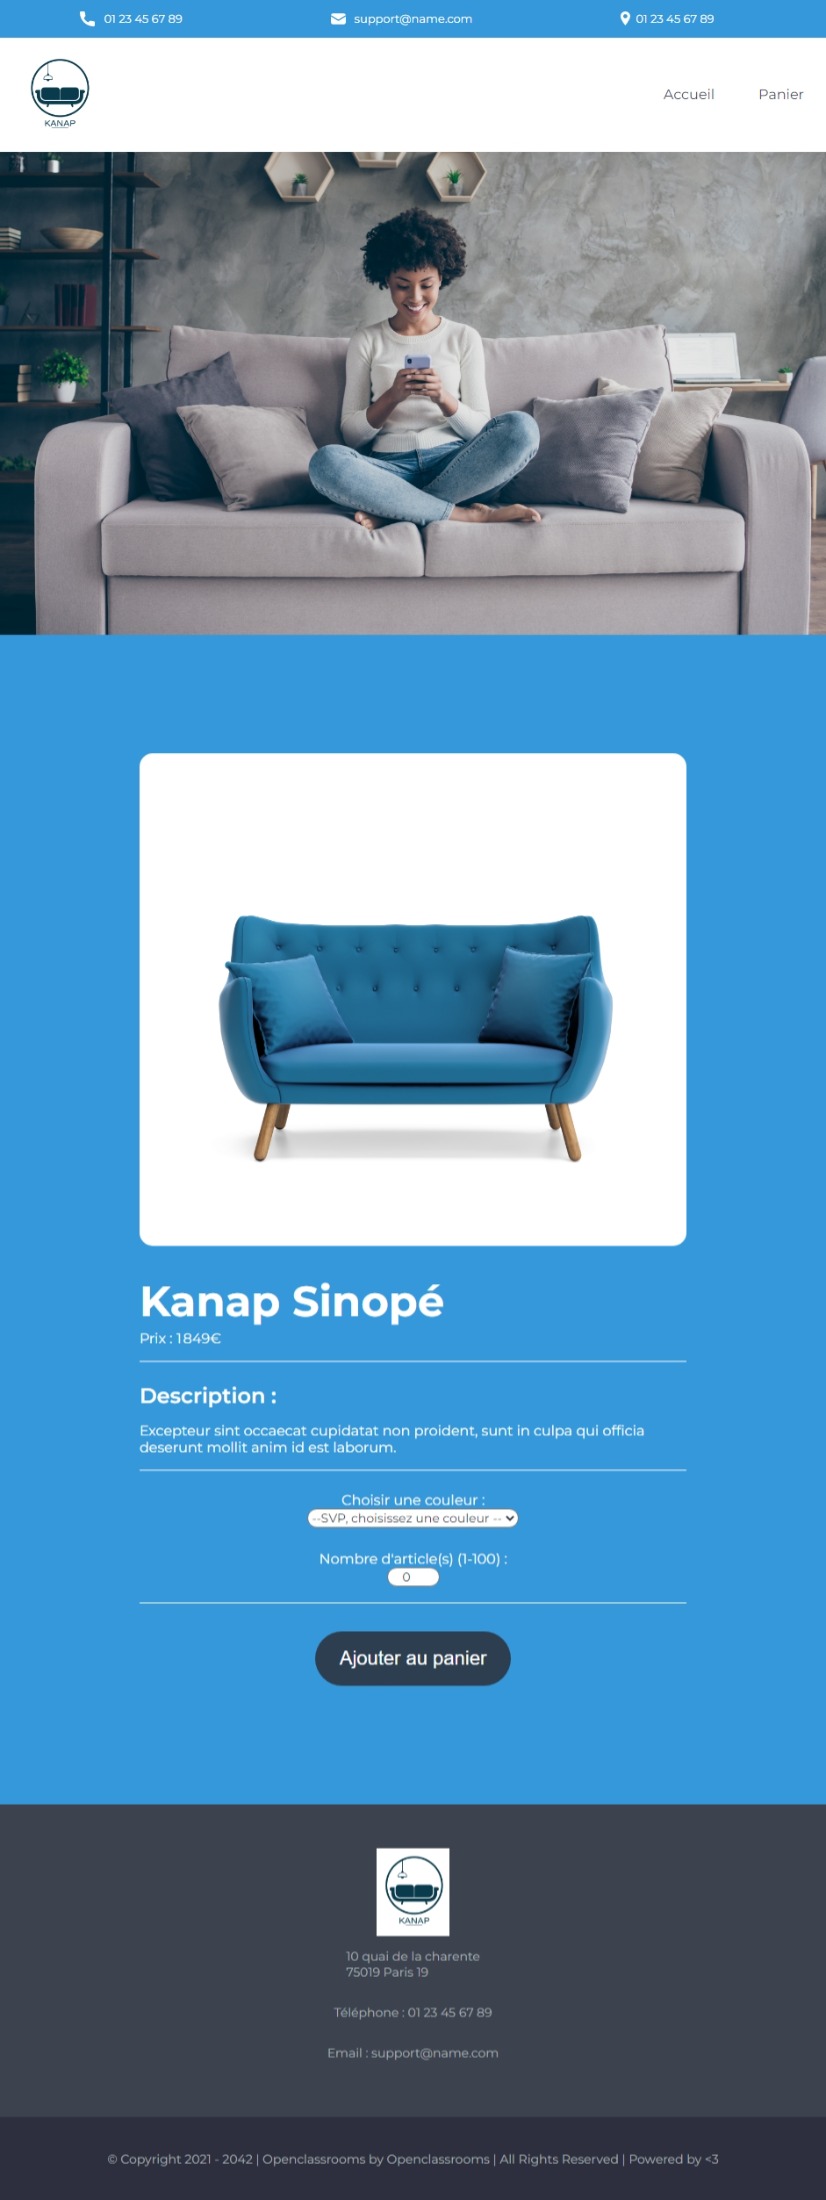 01 23 45 67 89
support@name.com
01 23 45 67 89
KANAP
Accueil
Panier
Kanap Sinopé
Prix : 1849€
Description :
Excepteur sint occaecat cupidatat non proident, sunt in culpa qui officia
deserunt mollit anim id est laborum.
Choisir une couleur :
--SVP, choisissez une couleur --
Nombre d'article(s) (1-100) :
0
Ajouter au panier
KANAP
10 quai de la charente
75019 Paris 19
Téléphone : 01 23 45 67 89
Email : support@name.com
© Copyright 2021 - 2042 | Openclassrooms by Openclassrooms | All Rights Reserved | Powered by <3